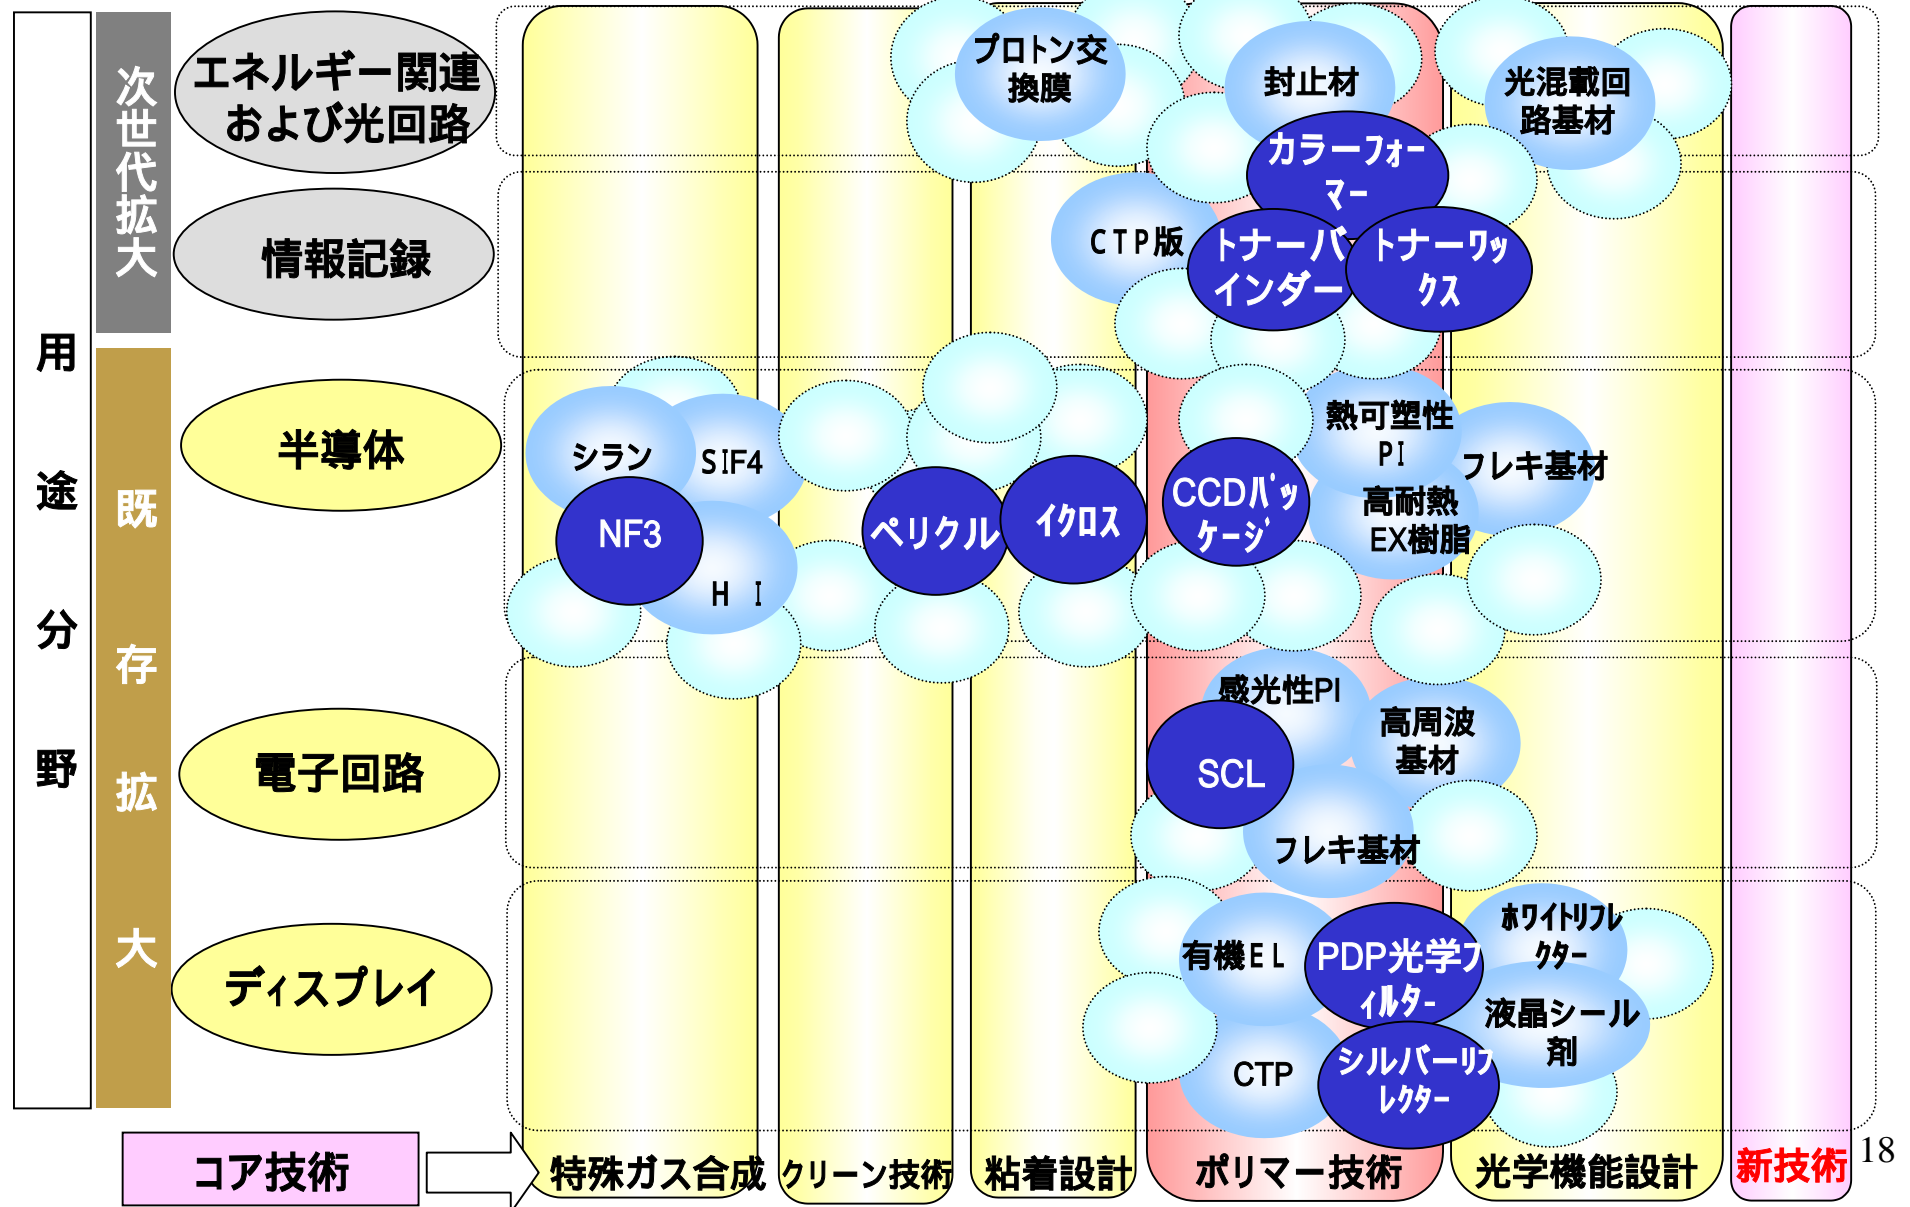 用途分野
次世代拡大
既存拡大
エネルギー関連
および光回路
情報記録
半導体
電子回路
ディスプレイ
プロトン交
換膜
封止材
光混載回
路基材
カラーフォー
マー
CTP版
トナーバ
インダー
トナーワッ
クス
シラン
SIF4
NF3
H I
ペリクル
イクロス
CCDパッ
ケージ
熱可塑性
PI
フレキ基材
高耐熱
EX樹脂
感光性PI
SCL
高周波
基材
フレキ基材
有機EL
PDP光学フ
ィルター
ホワイトリフレ
クター
液晶シール
剤
CTP
シルバーリフ
レクター
コア技術
特殊ガス合成
クリーン技術
粘着設計
ポリマー技術
光学機能設計
新技術
18